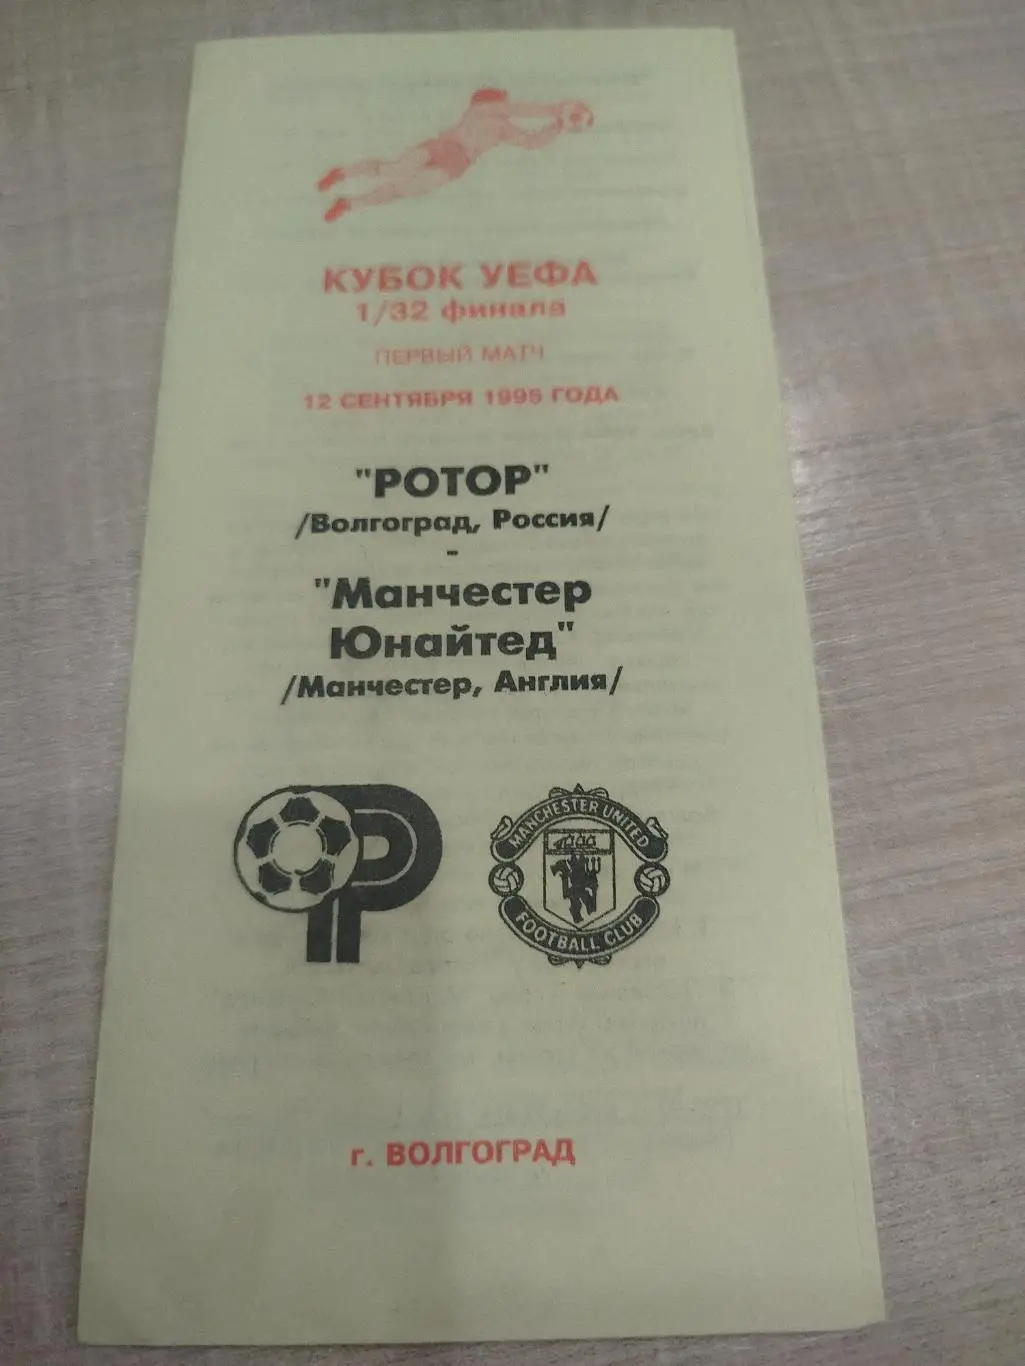 КУБОК УЕФА
1/32 финала
ПЕРВЫЙ МАТЧ
12 СЕНТЯБРЯ 1995 ГОДА
"РОТОР"
/Волгоград, Россия/
-
"Манчестер
Юнайтед"
/Манчестер, Англия/
MANCHESTER UNITED
FOOTBALL CLUB
г. ВОЛГОГРАД